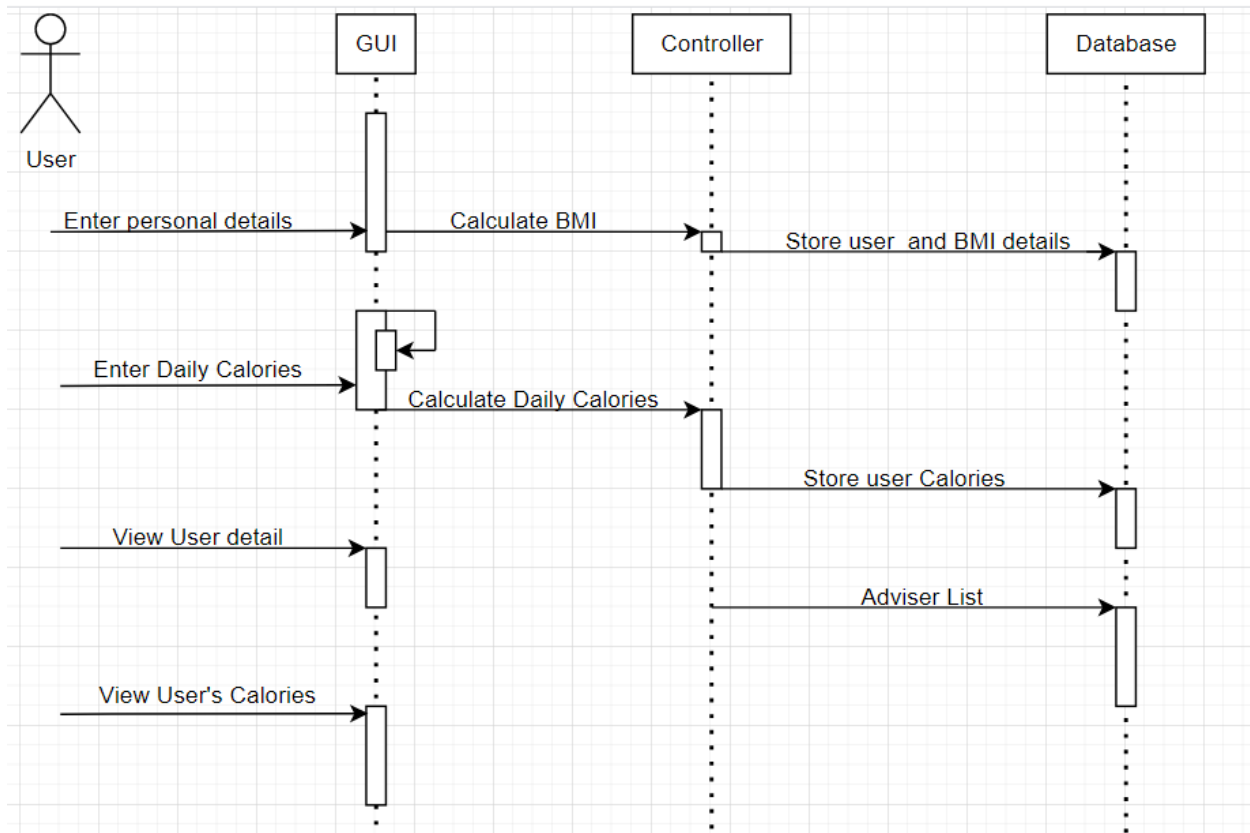 GUI
Controller
Database
User
Enter personal details
Calculate BMI
Store user and BMI details
Enter Daily Calories
Calculate Daily Calories
Store user Calories
View User detail
Adviser List
View User's Calories